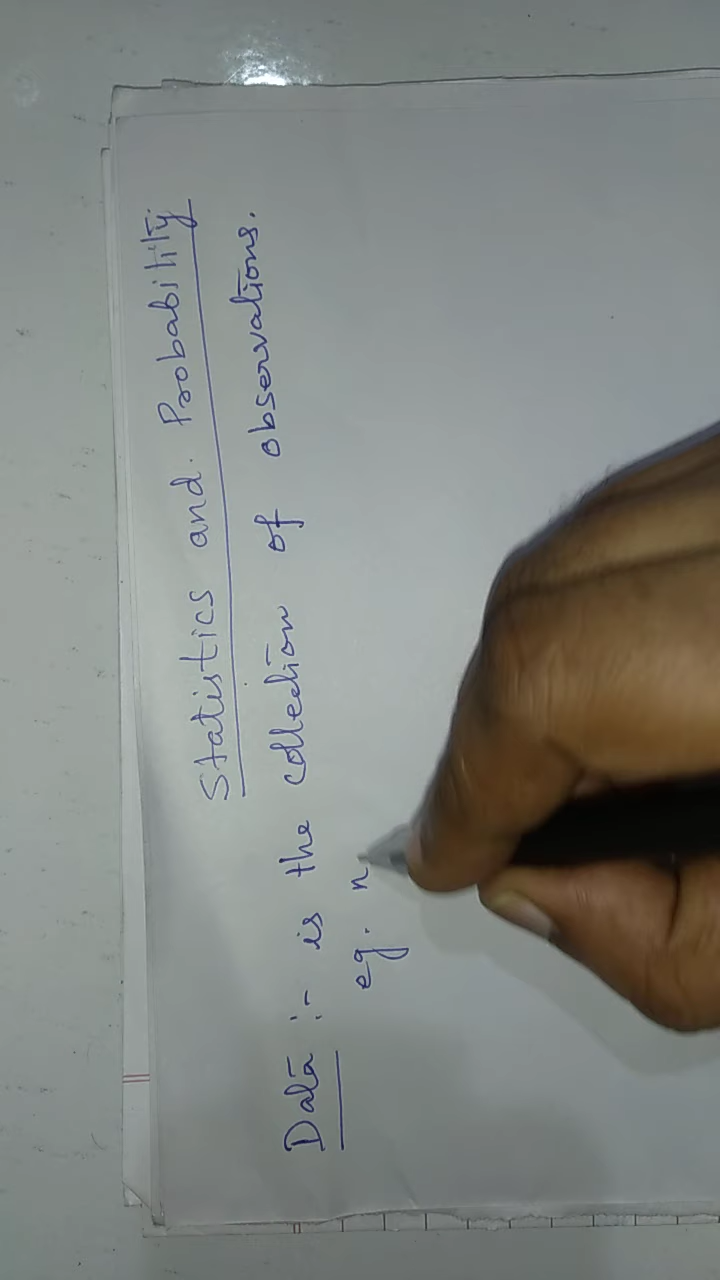 Statistics and Probability
Data :- is the collection of observations.
eg. n